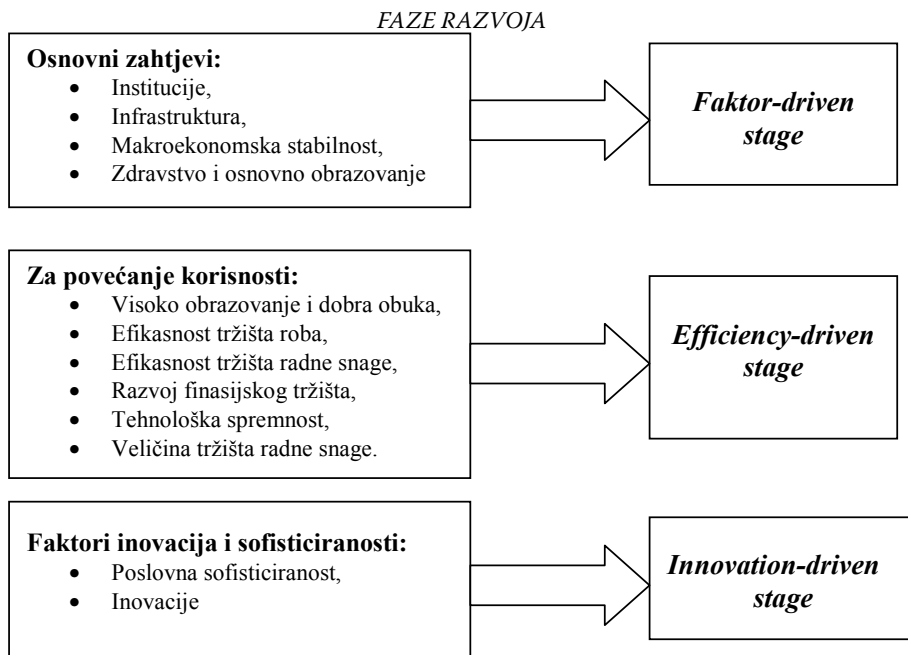 FAZE RAZVOJA
Osnovni zahtjevi:
• Institucije,
• Infrastruktura,
• Makroekonomska stabilnost,
• Zdravstvo i osnovno obrazovanje
Faktor-driven
stage
Za povećanje korisnosti:
• Visoko obrazovanje i dobra obuka,
• Efikasnost tržišta roba,
• Efikasnost tržišta radne snage,
• Razvoj finasijskog tržišta,
• Tehnološka spremnost,
• Veličina tržišta radne snage.
Efficiency-driven
stage
Faktori inovacija i sofisticiranosti:
• Poslovna sofisticiranost,
• Inovacije
Innovation-driven
stage